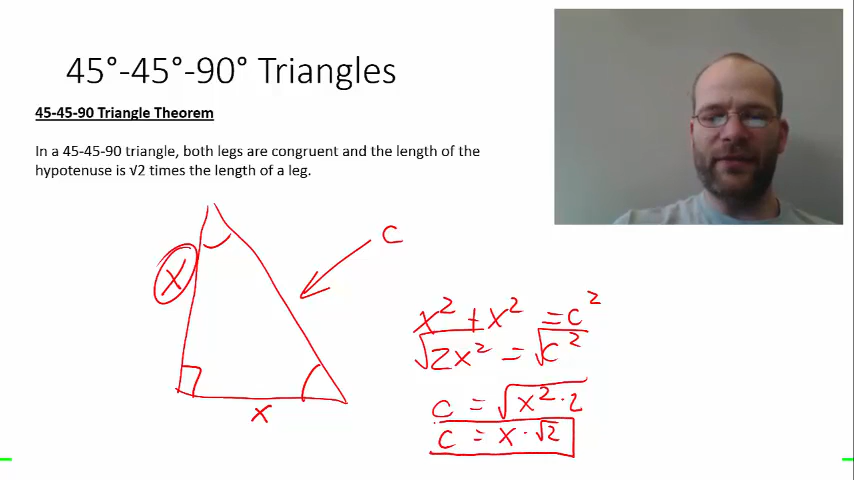 45°-45°-90° Triangles
45-45-90 Triangle Theorem
In a 45-45-90 triangle, both legs are congruent and the length of the
hypotenuse is √2 times the length of a leg.
C
X
x² + x² = c²
√2x² = √c²
c = √x²·2
c = x·√2
x